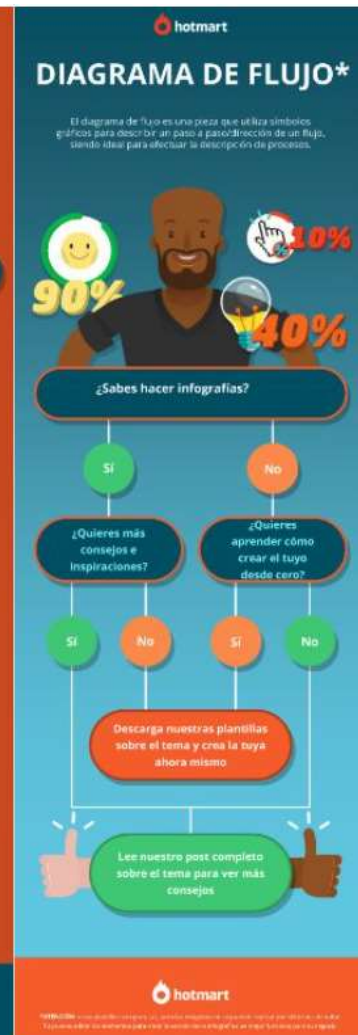 hotmart
DIAGRAMA DE FLUJO*
El diagrama de flujo es una pieza que utiliza símbolos
gráficos para describir un paso a paso/dirección de un flujo,
siendo ideal para efectuar la descripción de procesos.
90%
10%
40%
¿Sabes hacer infografías?
Sí
No
¿Quieres más
consejos e
inspiraciones?
¿Quieres
aprender cómo
crear el tuyo
desde cero?
Sí
No
Sí
No
Descarga nuestras plantillas
sobre el tema y crea la tuya
ahora mismo
Lee nuestro post completo
sobre el tema para ver más
consejos
hotmart